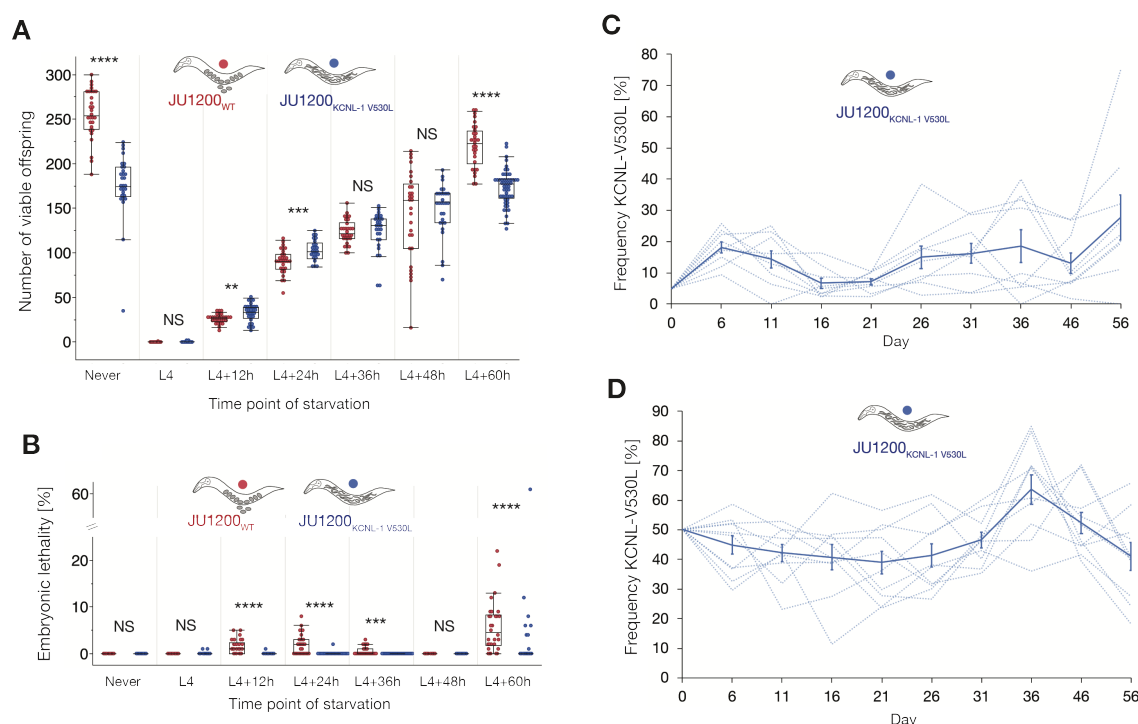 A
Number of viable offspring
300
250
200
150
100
50
0
****
NS
**
***
NS
NS
****
JU1200WT
JU1200KCNL-1 V530L
Never
L4
L4+12h
L4+24h
L4+36h
L4+48h
L4+60h
Time point of starvation
B
Embryonic lethality [%]
60
20
10
0
NS
NS
****
****
***
NS
****
JU1200WT
JU1200KCNL-1 V530L
Never
L4
L4+12h
L4+24h
L4+36h
L4+48h
L4+60h
Time point of starvation
C
Frequency KCNL-V530L [%]
80
70
60
50
40
30
20
10
0
JU1200KCNL-1 V530L
0 6 11 16 21 26 31 36 46 56
Day
D
Frequency KCNL-V530L [%]
90
80
70
60
50
40
30
20
10
0
JU1200KCNL-1 V530L
0 6 11 16 21 26 31 36 46 56
Day